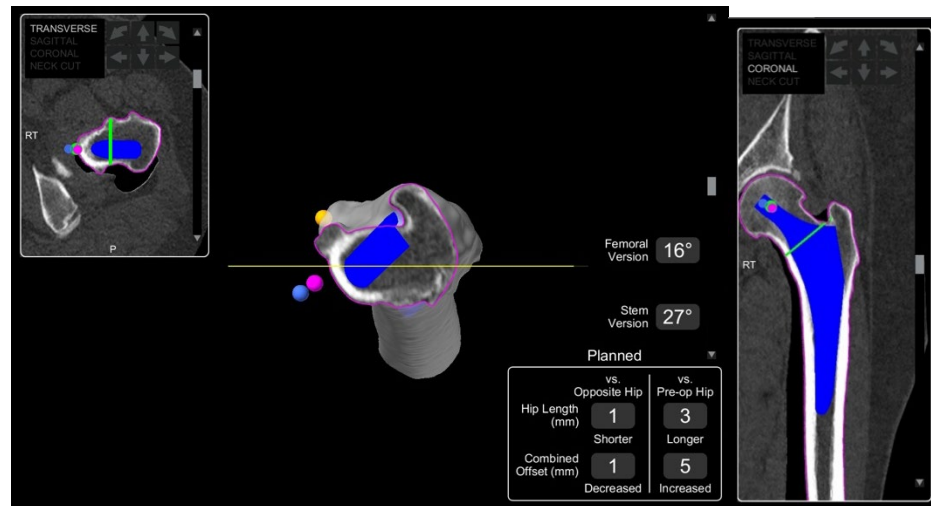 TRANSVERSE
SAGITTAL
CORONAL
NECK CUT
RT
P
Femoral
Version
16°
Stem
Version
27°
Planned
vs.
Opposite Hip
vs.
Pre-op Hip
Hip Length
(mm)
1
3
Shorter
Longer
Combined
Offset (mm)
1
5
Decreased
Increased
TRANSVERSE
SAGITTAL
CORONAL
NECK CUT
RT